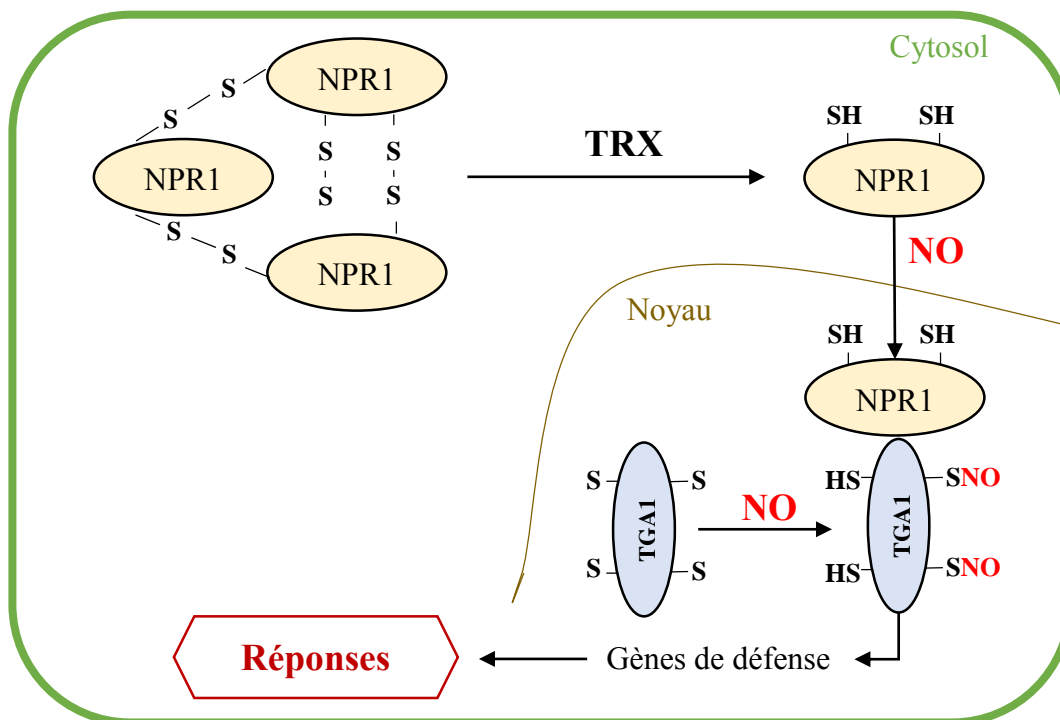 Cytosol
NPR1
S
S
NPR1
S S
S S
S
S
NPR1
TRX
SH SH
NPR1
NO
Noyau
SH SH
NPR1
S S
TGA1
S S
NO
HS SNO
TGA1
HS SNO
Gènes de défense
Réponses